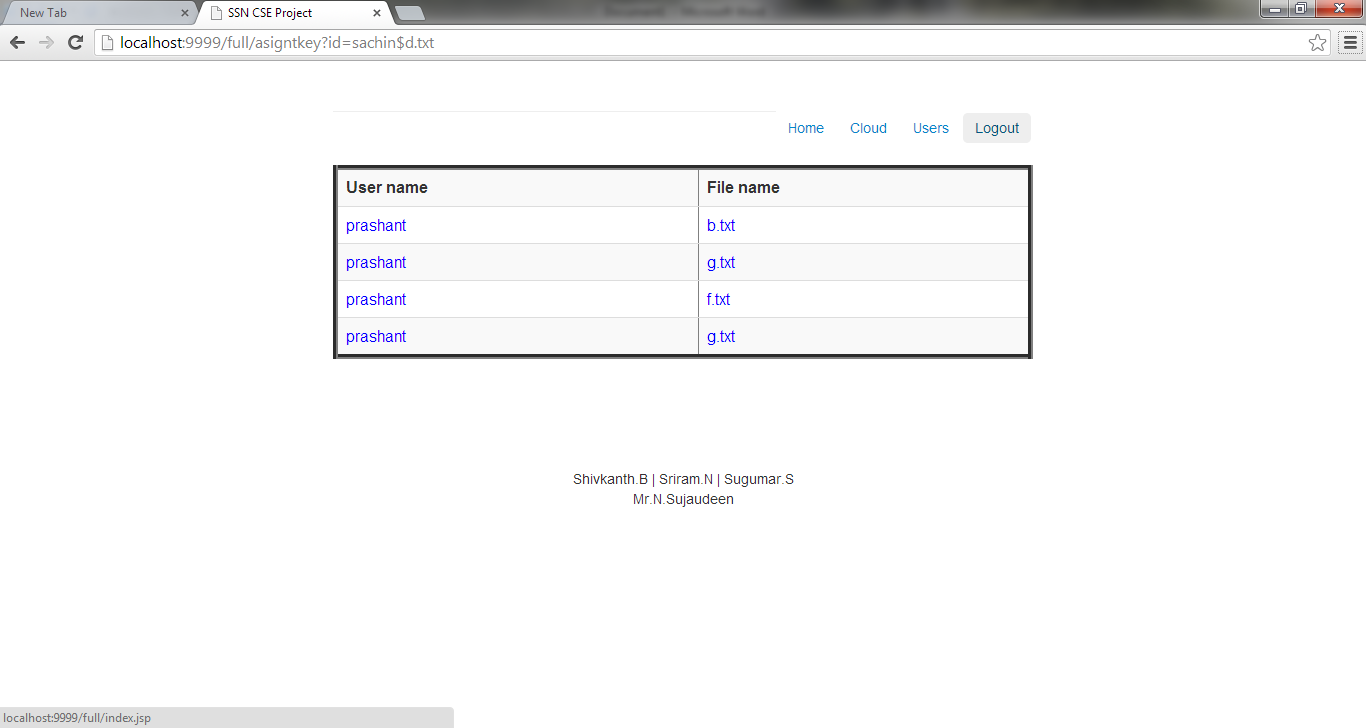 New Tab
SSN CSE Project
localhost:9999/full/asigntkey?id=sachin$d.txt
Home Cloud Users Logout
User name File name
prashant b.txt
prashant g.txt
prashant f.txt
prashant g.txt
Shivkanth.B | Sriram.N | Sugumar.S
Mr.N.Sujaudeen
localhost:9999/full/index.jsp